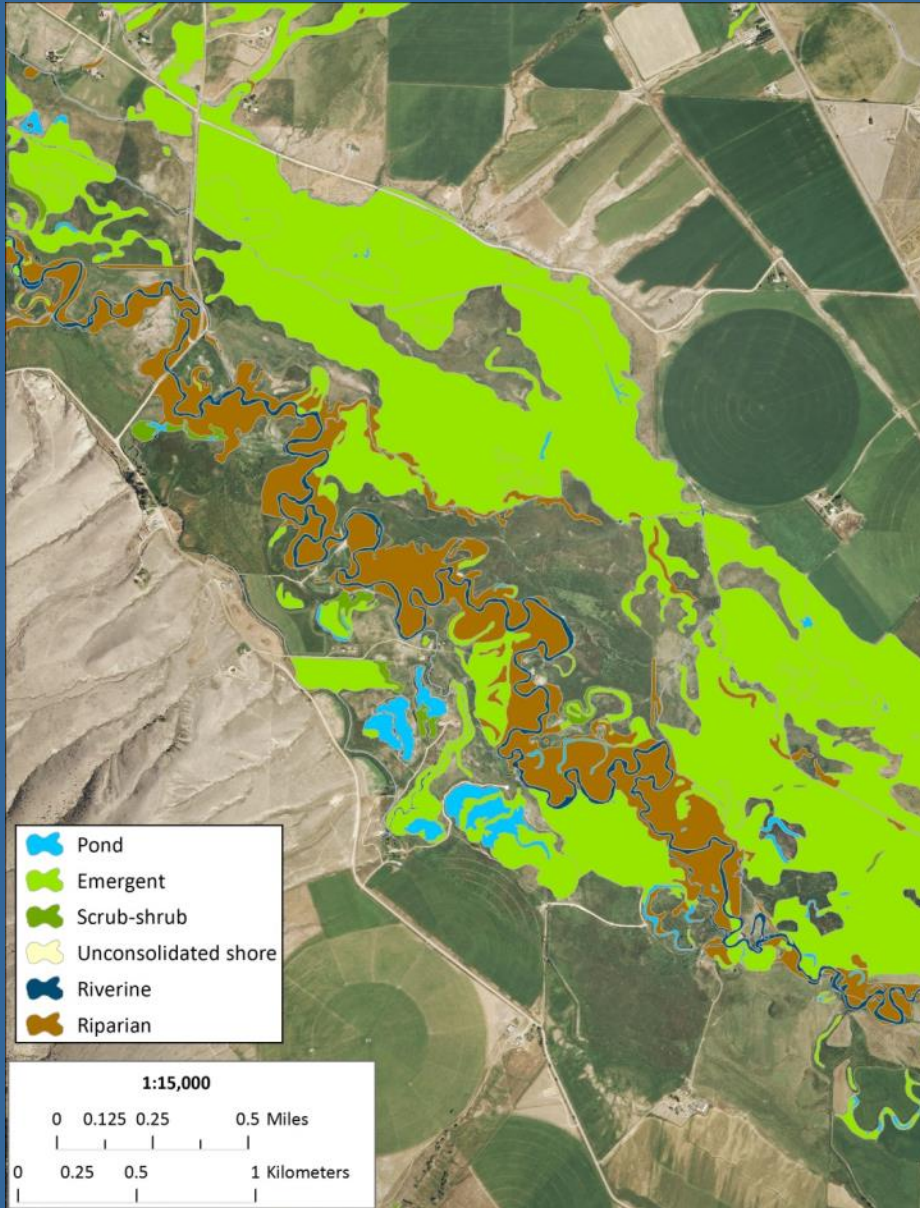 Pond
Emergent
Scrub-shrub
Unconsolidated shore
Riverine
Riparian
1:15,000
0 0.125 0.25 0.5 Miles
0 0.25 0.5 1 Kilometers